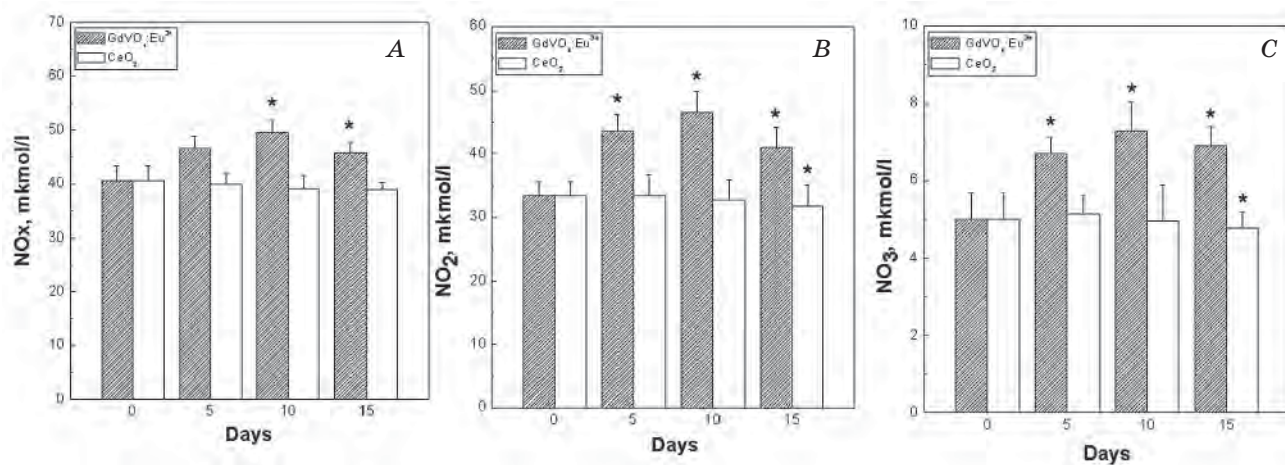 70
60
50
40
30
20
10
0
NOx, mkmol/l
GdVO₄:Eu³⁺
CeO₂
A
*
*
0 5 10 15
Days
60
50
40
30
20
10
0
NO₂, mkmol/l
GdVO₄:Eu³⁺
CeO₂
B
*
*
*
*
0 5 10 15
Days
10
8
6
4
2
0
NO₃, mkmol/l
GdVO₄:Eu³⁺
CeO₂
C
*
*
*
*
0 5 10 15
Days